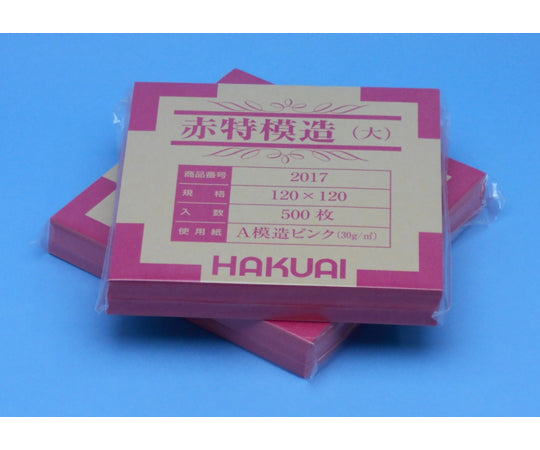 赤特模造(大)
商品番号 2017
規格 120×120
入数 500枚
使用紙 A模造ピンク(30g/㎡)
HAKUAI